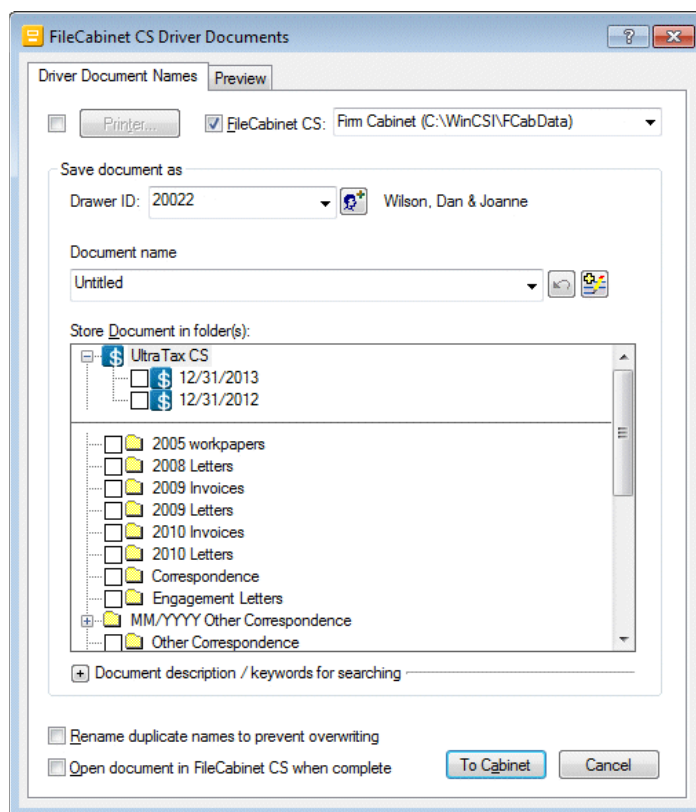 FileCabinet CS Driver Documents
Driver Document Names Preview
Printer... FileCabinet CS: Firm Cabinet (C:\WinCSI\FCabData)
Save document as
Drawer ID: 20022 Wilson, Dan & Joanne
Document name
Untitled
Store Document in folder(s):
UltraTax CS
12/31/2013
12/31/2012
2005 workpapers
2008 Letters
2009 Invoices
2009 Letters
2010 Invoices
2010 Letters
Correspondence
Engagement Letters
MM/YYYY Other Correspondence
Other Correspondence
Document description / keywords for searching
Rename duplicate names to prevent overwriting
Open document in FileCabinet CS when complete
To Cabinet Cancel